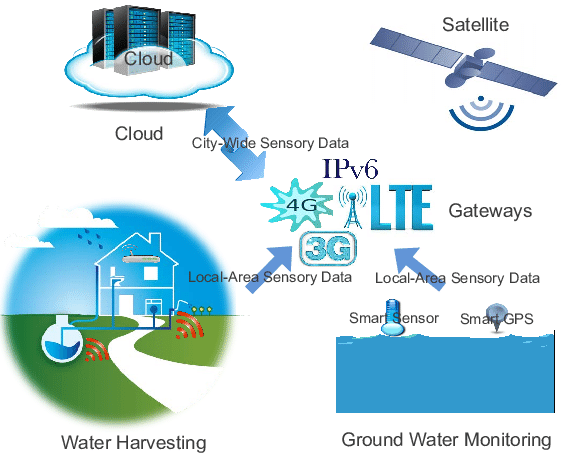 Satellite
Cloud
Cloud
City-Wide Sensory Data
IPv6
4G
LTE
Gateways
3G
Local-Area Sensory Data
Local-Area Sensory Data
Smart Sensor
Smart GPS
Water Harvesting
Ground Water Monitoring